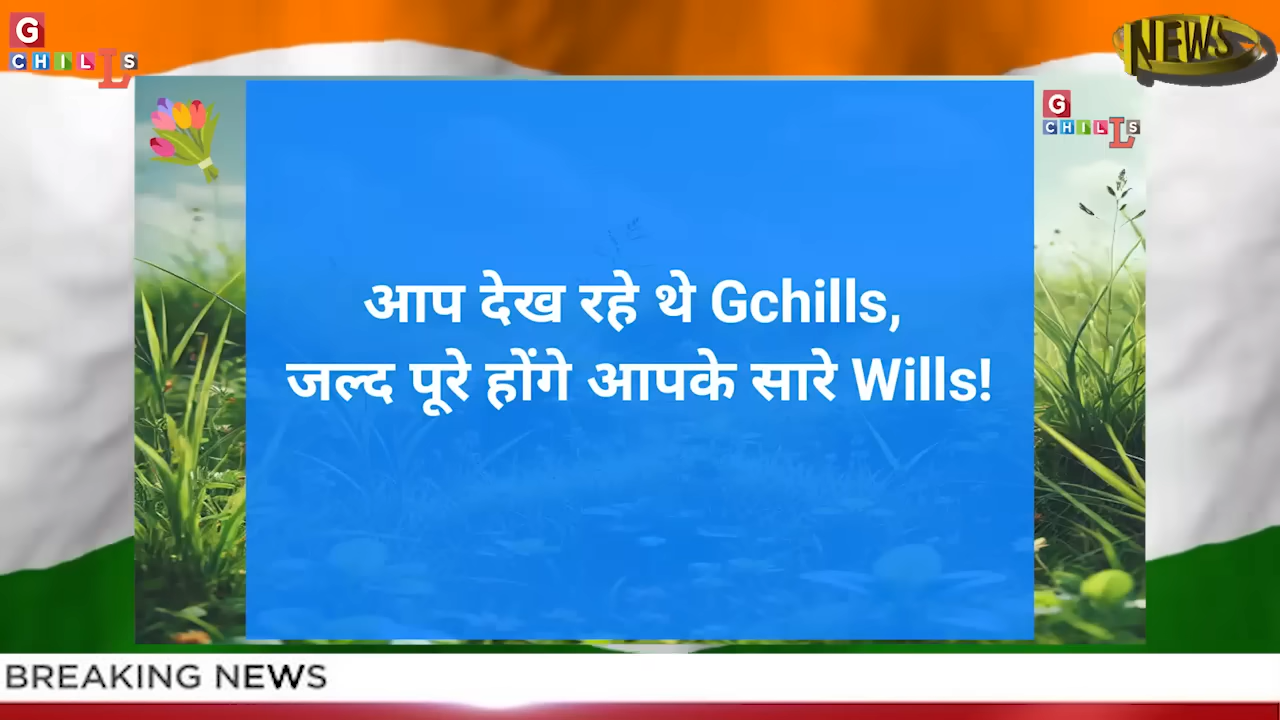 G
CHILLS
NEWS
G
CHILLS
आप देख रहे थे Gchills,
जल्द पूरे होंगे आपके सारे Wills!
BREAKING NEWS